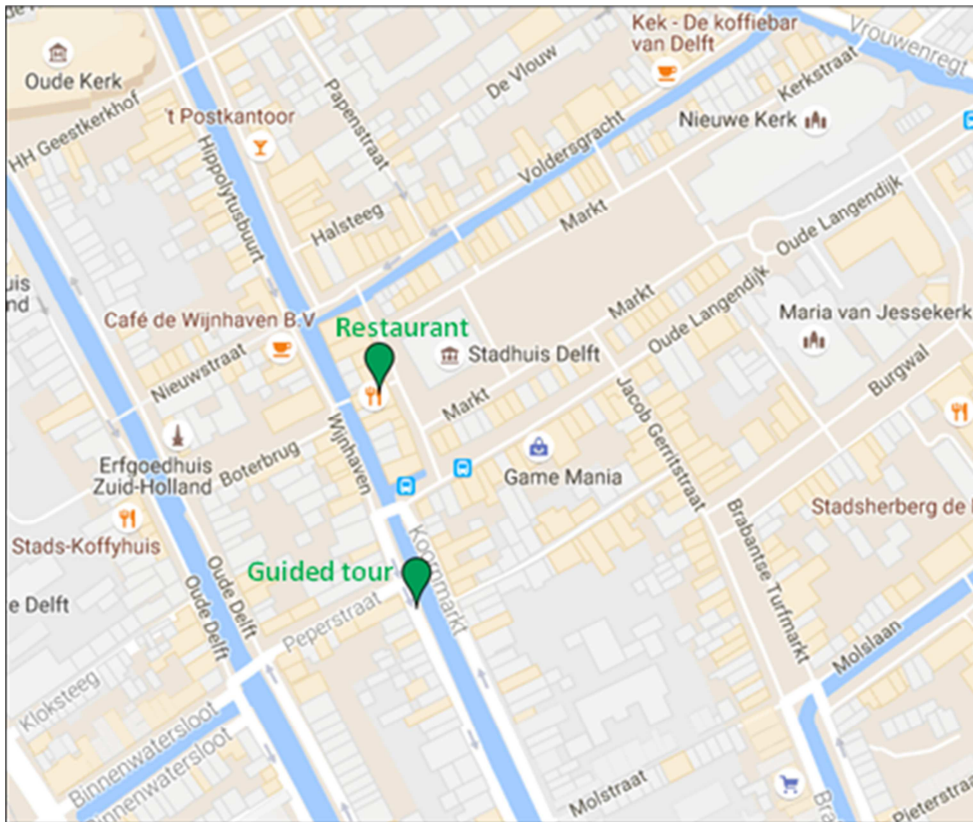 Kek - De koffiebar
van Delft
Vrouwenregt
Oude Kerk
De Vlouw
Kerkstraat
Papenstraat
't Postkantoor
Nieuwe Kerk
HH Geestkerkhof
Voldersgracht
Hippolytusbuurt
Halsteeg
Markt
Oude Langendijk
Markt
Oude Langendijk
Café de Wijnhaven B.V
Restaurant
Maria van Jessekerk
Stadhuis Delft
Nieuwstraat
Markt
Burgwal
Jacob Gerritstraat
Wijnhaven
Boterbrug
Erfgoedhuis
Zuid-Holland
Game Mania
Stadsherberg de
Stads-Koffyhuis
Brabantse Turfmarkt
Koornmarkt
Guided tour
Oude Delft
Oude Delft
e Delft
Peperstraat
Molslaan
Kloksteeg
Binnenwatersloot
Binnenwatersloot
Molstraat
Pieterstraa